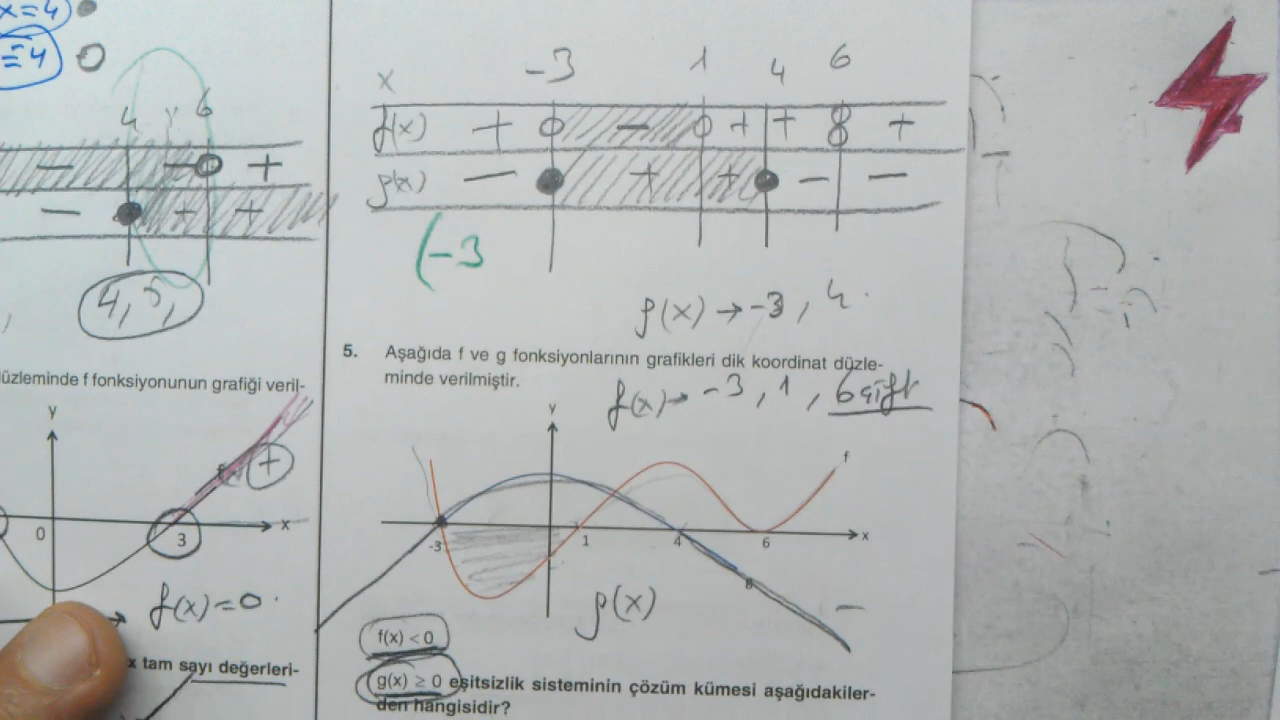 x=4
=4
4 6
− − +
− + +
4, 5,
üzleminde f fonksiyonunun grafiği veril-
y
+
0 3 x
f(x)=0
x tam sayı değerleri-
x -3 1 4 6
f(x) + − + + +
g(x) − + + − −
(-3
g(x) → -3, 4
5. Aşağıda f ve g fonksiyonlarının grafikleri dik koordinat düzle-
minde verilmiştir.
f(x) → -3, 1, 6 çift
y
f
-3 1 4 6 x
g
g(x) −
f(x) < 0
g(x) ≥ 0 eşitsizlik sisteminin çözüm kümesi aşağıdakiler-
den hangisidir?